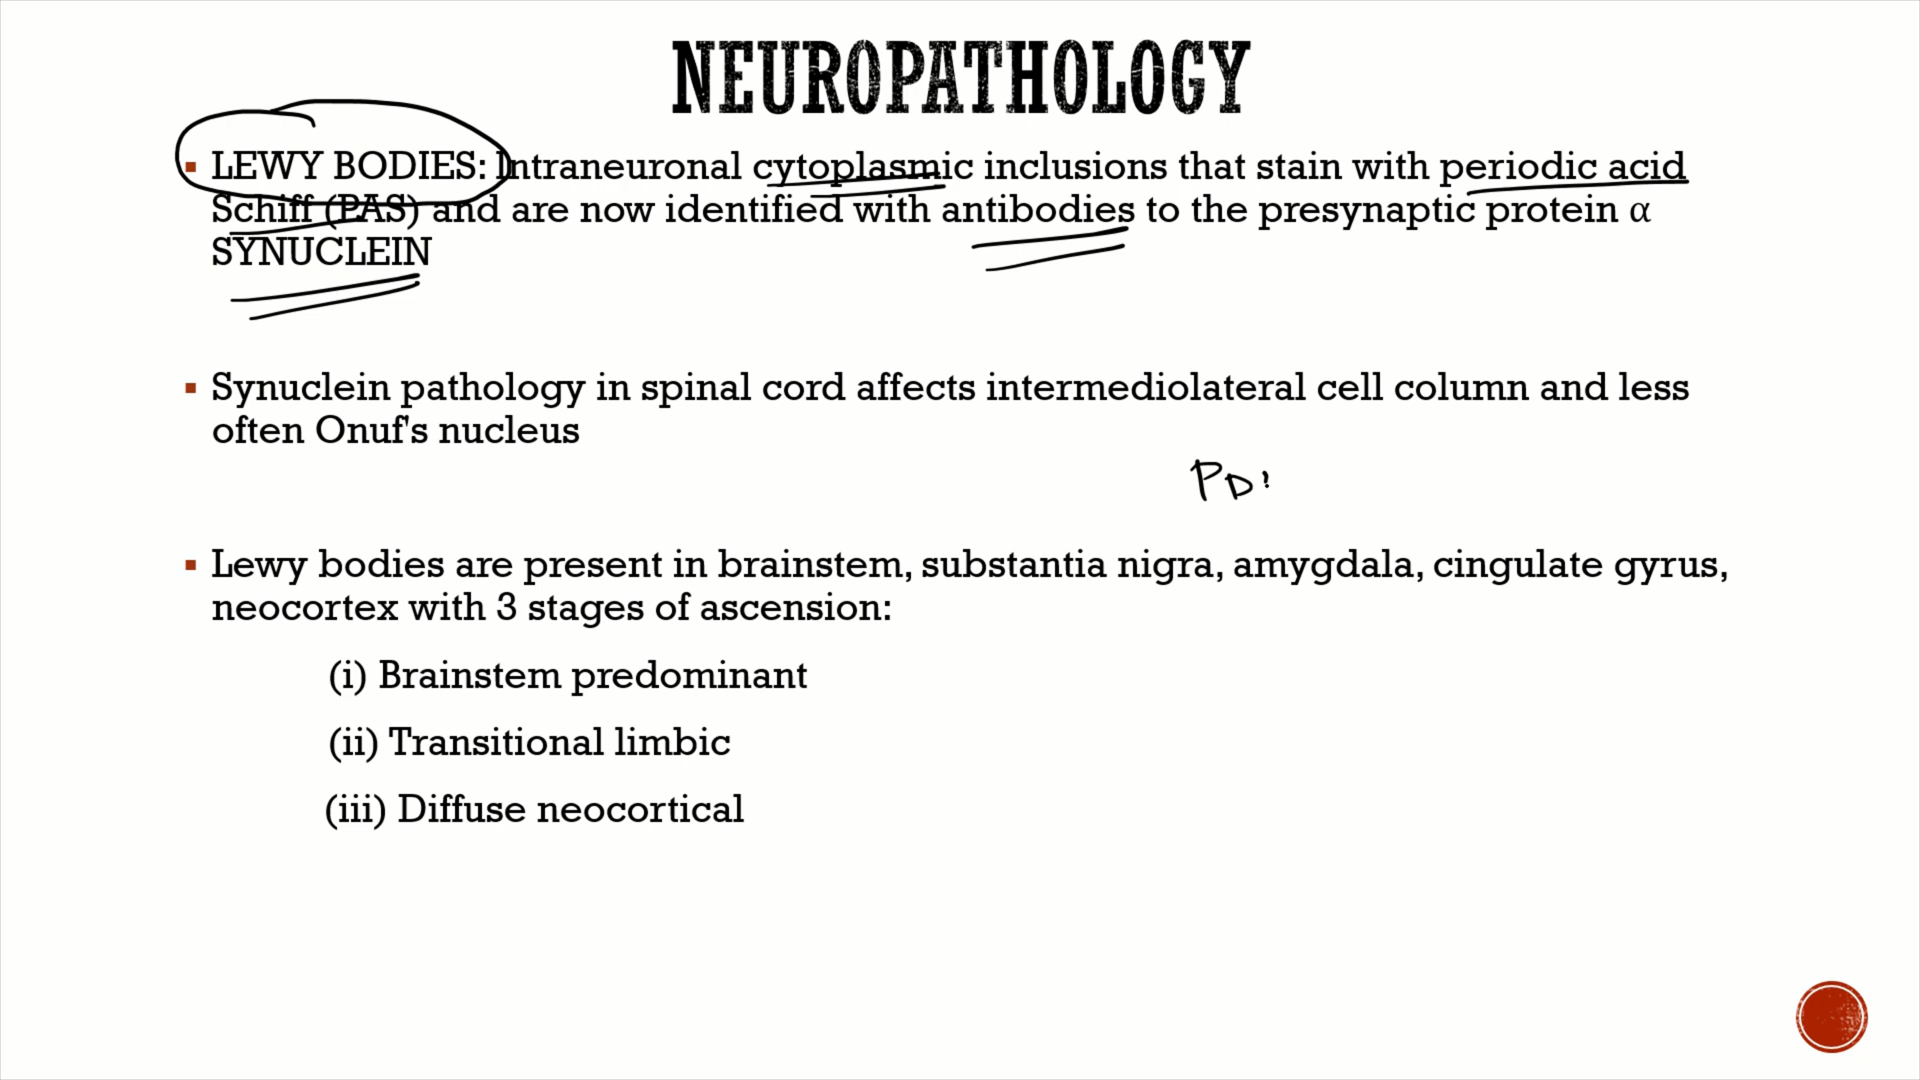 NEUROPATHOLOGY
LEWY BODIES: Intraneuronal cytoplasmic inclusions that stain with periodic acid
Schiff (PAS) and are now identified with antibodies to the presynaptic protein α
SYNUCLEIN
Synuclein pathology in spinal cord affects intermediolateral cell column and less
often Onuf's nucleus
PD
Lewy bodies are present in brainstem, substantia nigra, amygdala, cingulate gyrus,
neocortex with 3 stages of ascension:
(i) Brainstem predominant
(ii) Transitional limbic
(iii) Diffuse neocortical